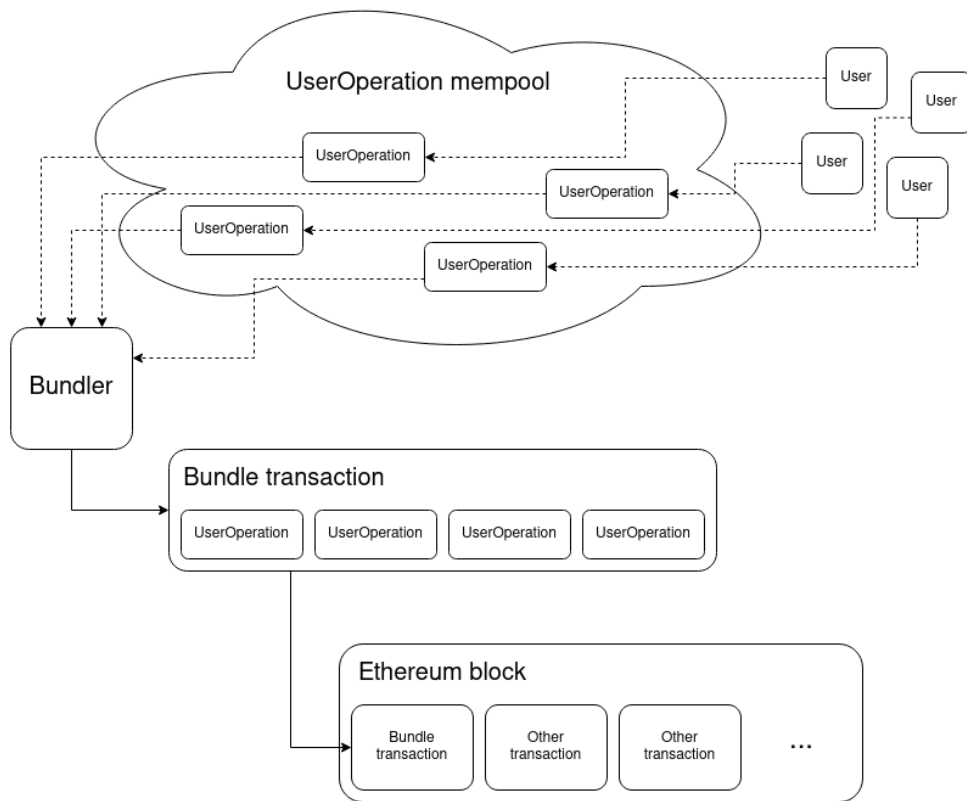 UserOperation mempool
User
User
UserOperation
User
User
UserOperation
UserOperation
UserOperation
Bundler
Bundle transaction
UserOperation
UserOperation
UserOperation
UserOperation
Ethereum block
Bundle
transaction
Other
transaction
Other
transaction
...